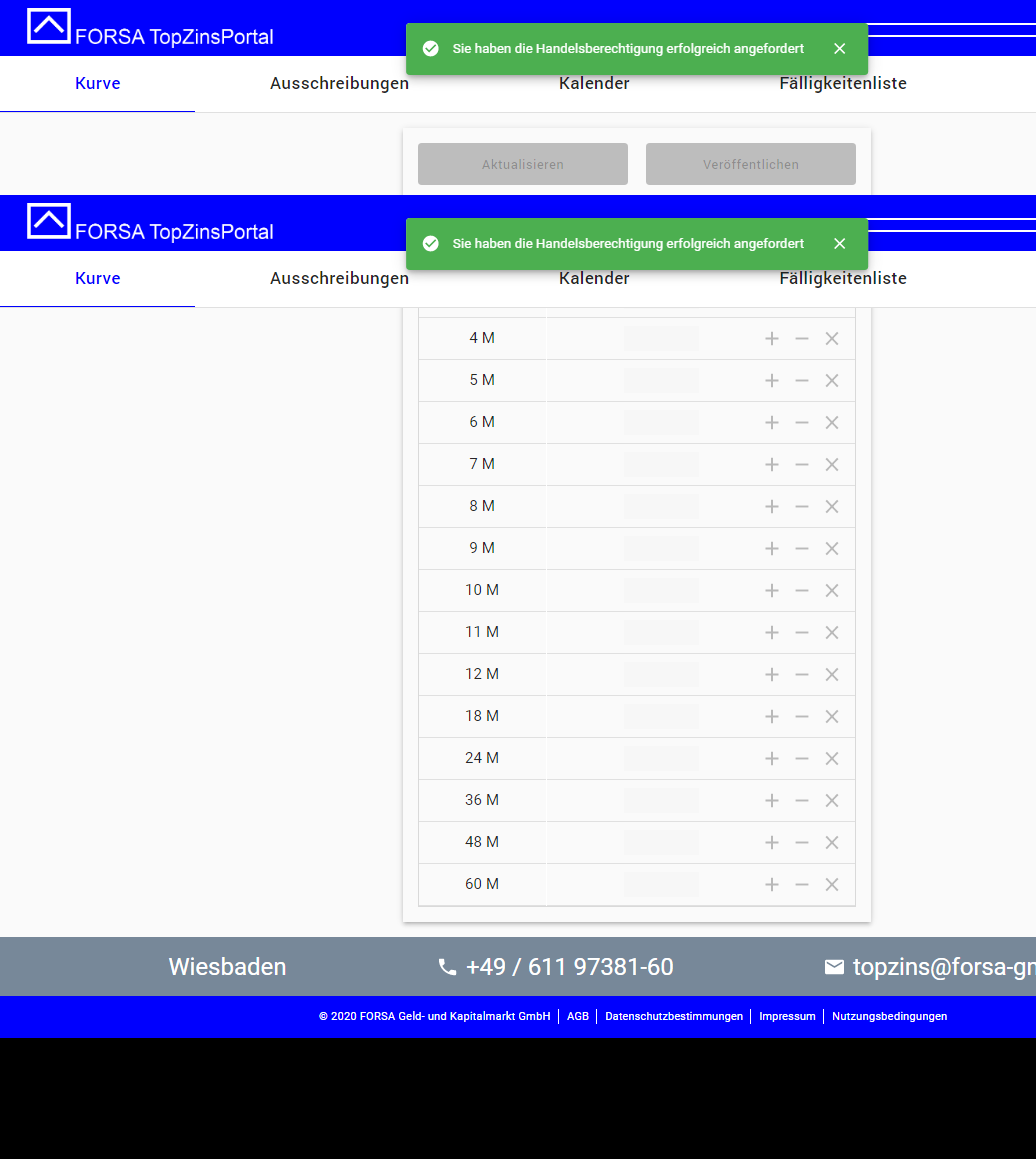 FORSA TopZinsPortal
Sie haben die Handelsberechtigung erfolgreich angefordert
Kurve Ausschreibungen Kalender Fälligkeitenliste
Aktualisieren Veröffentlichen
FORSA TopZinsPortal
Sie haben die Handelsberechtigung erfolgreich angefordert
Kurve Ausschreibungen Kalender Fälligkeitenliste
4 M
5 M
6 M
7 M
8 M
9 M
10 M
11 M
12 M
18 M
24 M
36 M
48 M
60 M
Wiesbaden +49 / 611 97381-60 topzins@forsa-gm
© 2020 FORSA Geld- und Kapitalmarkt GmbH | AGB | Datenschutzbestimmungen | Impressum | Nutzungsbedingungen